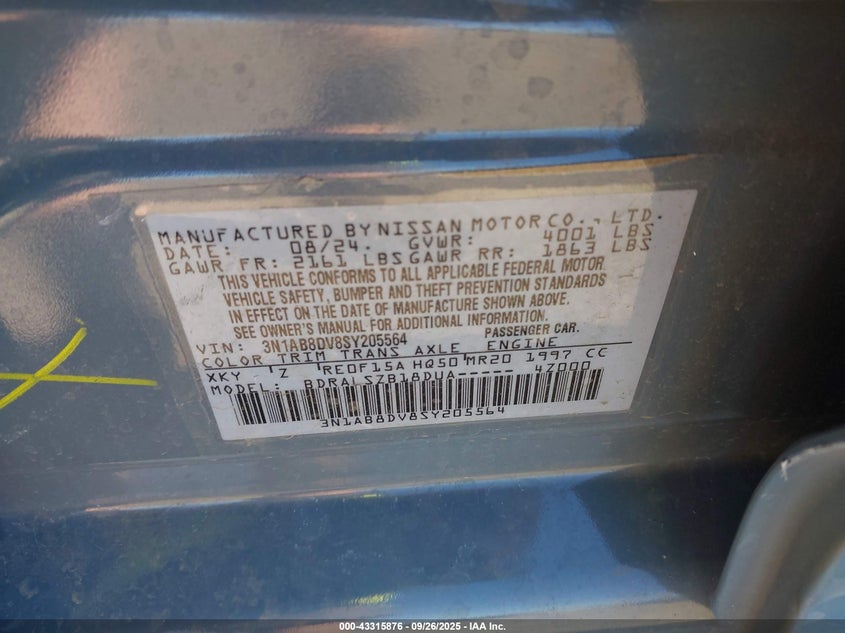 MANUFACTURED BY NISSAN MOTOR CO., LTD.
DATE: 08/24. GVWR: 4001 LBS
GAWR FR: 2161 LBS GAWR RR: 1863 LBS
THIS VEHICLE CONFORMS TO ALL APPLICABLE FEDERAL MOTOR
VEHICLE SAFETY, BUMPER AND THEFT PREVENTION STANDARDS
IN EFFECT ON THE DATE OF MANUFACTURE SHOWN ABOVE.
SEE OWNER'S MANUAL FOR ADDITIONAL INFORMATION.
VIN: 3N1AB8DV8SY205564 PASSENGER CAR.
COLOR TRIM TRANS AXLE ENGINE
XKY Z RE0F15A HQ50 MR20 1997 CC
MODEL: BDRALSZB18DUA----- 4Z000
3N1AB8DV8SY205564
000-43315876 - 09/26/2025 - IAA Inc.